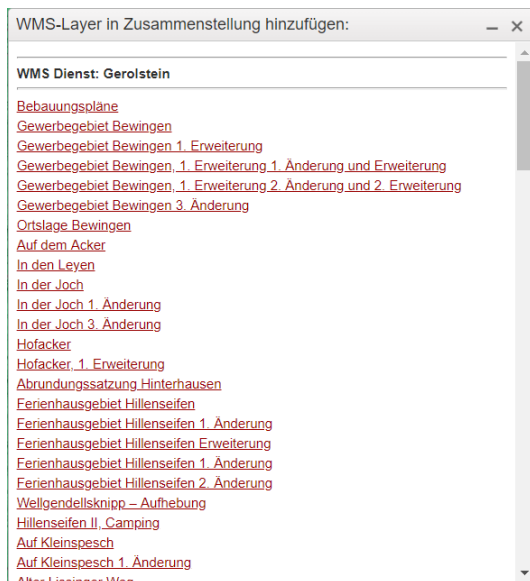 WMS-Layer in Zusammenstellung hinzufügen:
WMS Dienst: Gerolstein
Bebauungspläne
Gewerbegebiet Bewingen
Gewerbegebiet Bewingen 1. Erweiterung
Gewerbegebiet Bewingen, 1. Erweiterung 1. Änderung und Erweiterung
Gewerbegebiet Bewingen, 1. Erweiterung 2. Änderung und 2. Erweiterung
Gewerbegebiet Bewingen 3. Änderung
Ortslage Bewingen
Auf dem Acker
In den Leyen
In der Joch
In der Joch 1. Änderung
In der Joch 3. Änderung
Hofacker
Hofacker, 1. Erweiterung
Abrundungssatzung Hinterhausen
Ferienhausgebiet Hillenseifen
Ferienhausgebiet Hillenseifen 1. Änderung
Ferienhausgebiet Hillenseifen Erweiterung
Ferienhausgebiet Hillenseifen 1. Änderung
Ferienhausgebiet Hillenseifen 2. Änderung
Wellgendellsknipp – Aufhebung
Hillenseifen II, Camping
Auf Kleinspesch
Auf Kleinspesch 1. Änderung
Alter Lissinger Weg